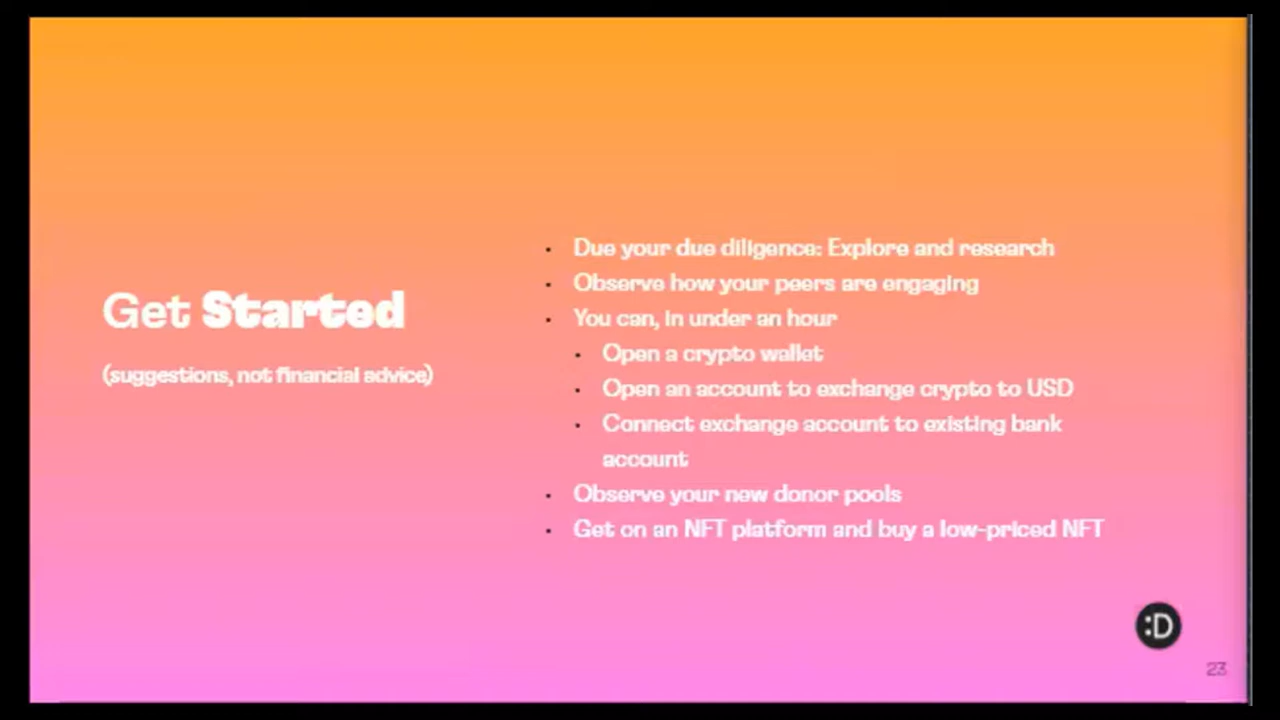 Get Started
(suggestions, not financial advice)
Due your due diligence: Explore and research
Observe how your peers are engaging
You can, in under an hour
Open a crypto wallet
Open an account to exchange crypto to USD
Connect exchange account to existing bank
account
Observe your new donor pools
Get on an NFT platform and buy a low-priced NFT
:D
23